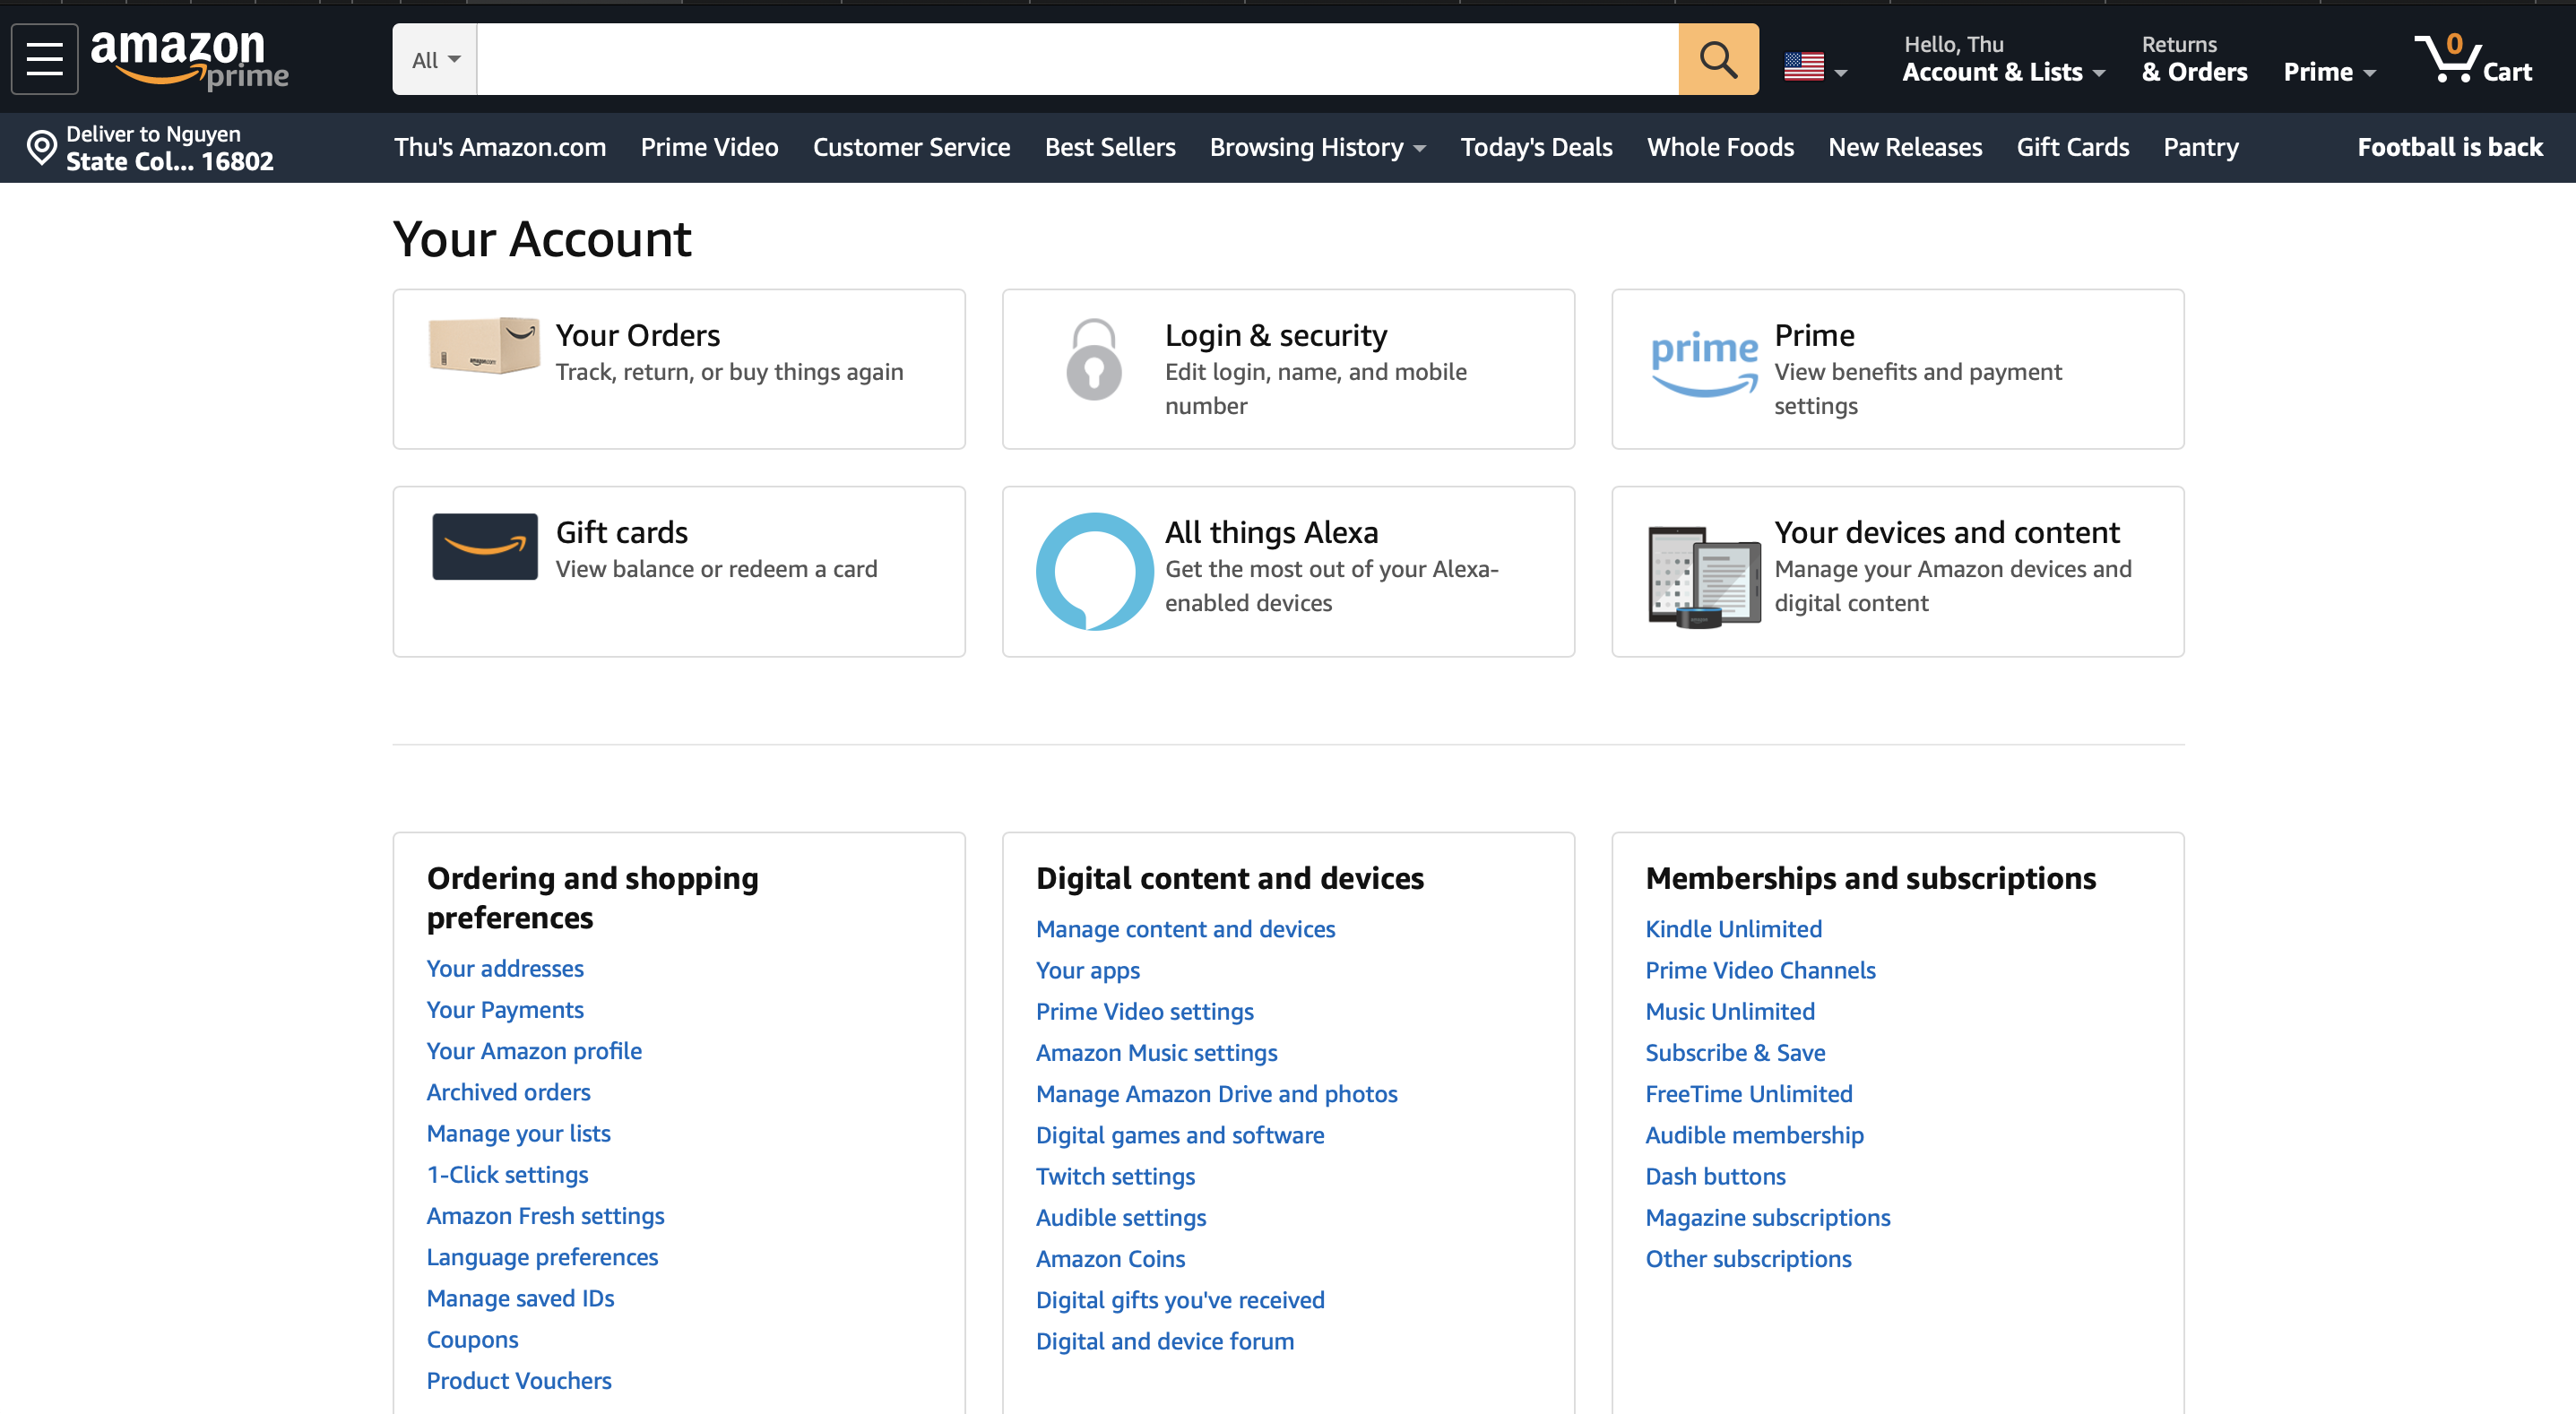 amazon
prime
All
Hello, Thu
Account & Lists
Returns
& Orders
Prime
0
Cart
Deliver to Nguyen
State Col... 16802
Thu's Amazon.com
Prime Video
Customer Service
Best Sellers
Browsing History
Today's Deals
Whole Foods
New Releases
Gift Cards
Pantry
Football is back
Your Account
Your Orders
Track, return, or buy things again
Login & security
Edit login, name, and mobile
number
prime
Prime
View benefits and payment
settings
Gift cards
View balance or redeem a card
All things Alexa
Get the most out of your Alexa-
enabled devices
Your devices and content
Manage your Amazon devices and
digital content
Ordering and shopping
preferences
Your addresses
Your Payments
Your Amazon profile
Archived orders
Manage your lists
1-Click settings
Amazon Fresh settings
Language preferences
Manage saved IDs
Coupons
Product Vouchers
Digital content and devices
Manage content and devices
Your apps
Prime Video settings
Amazon Music settings
Manage Amazon Drive and photos
Digital games and software
Twitch settings
Audible settings
Amazon Coins
Digital gifts you've received
Digital and device forum
Memberships and subscriptions
Kindle Unlimited
Prime Video Channels
Music Unlimited
Subscribe & Save
FreeTime Unlimited
Audible membership
Dash buttons
Magazine subscriptions
Other subscriptions